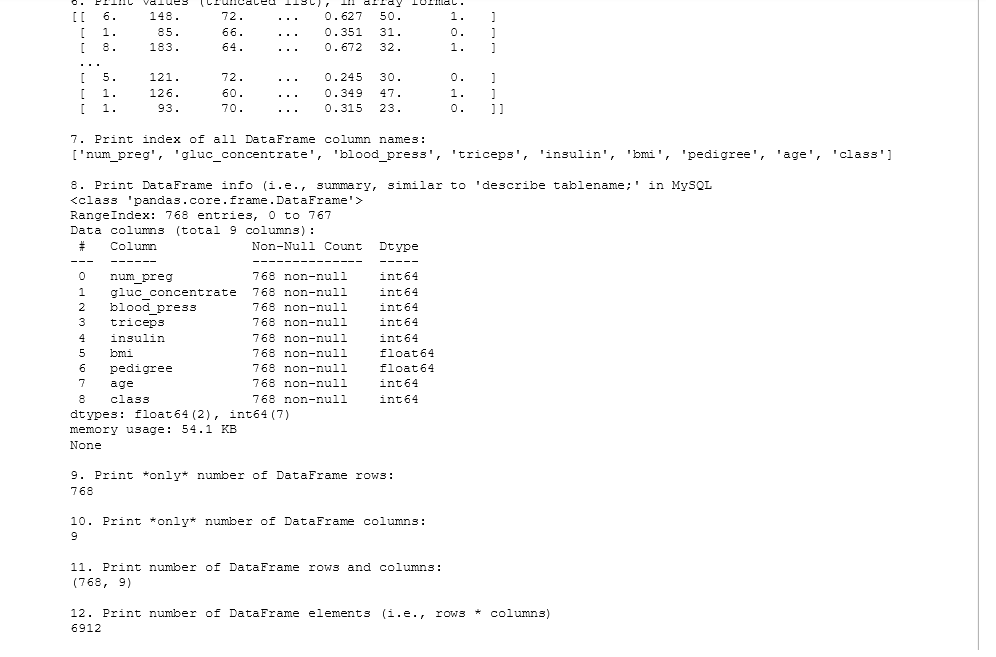 6. Print values (truncated list), in array format:
[[ 6. 148. 72. ... 0.627 50. 1. ]
[ 1. 85. 66. ... 0.351 31. 0. ]
[ 8. 183. 64. ... 0.672 32. 1. ]
...
[ 5. 121. 72. ... 0.245 30. 0. ]
[ 1. 126. 60. ... 0.349 47. 1. ]
[ 1. 93. 70. ... 0.315 23. 0. ]]
7. Print index of all DataFrame column names:
['num_preg', 'gluc_concentrate', 'blood_press', 'triceps', 'insulin', 'bmi', 'pedigree', 'age', 'class']
8. Print DataFrame info (i.e., summary, similar to 'describe tablename;' in MySQL
<class 'pandas.core.frame.DataFrame'>
RangeIndex: 768 entries, 0 to 767
Data columns (total 9 columns):
# Column Non-Null Count Dtype
--- ------ -------------- -----
0 num_preg 768 non-null int64
1 gluc_concentrate 768 non-null int64
2 blood_press 768 non-null int64
3 triceps 768 non-null int64
4 insulin 768 non-null int64
5 bmi 768 non-null float64
6 pedigree 768 non-null float64
7 age 768 non-null int64
8 class 768 non-null int64
dtypes: float64(2), int64(7)
memory usage: 54.1 KB
None
9. Print *only* number of DataFrame rows:
768
10. Print *only* number of DataFrame columns:
9
11. Print number of DataFrame rows and columns:
(768, 9)
12. Print number of DataFrame elements (i.e., rows * columns)
6912